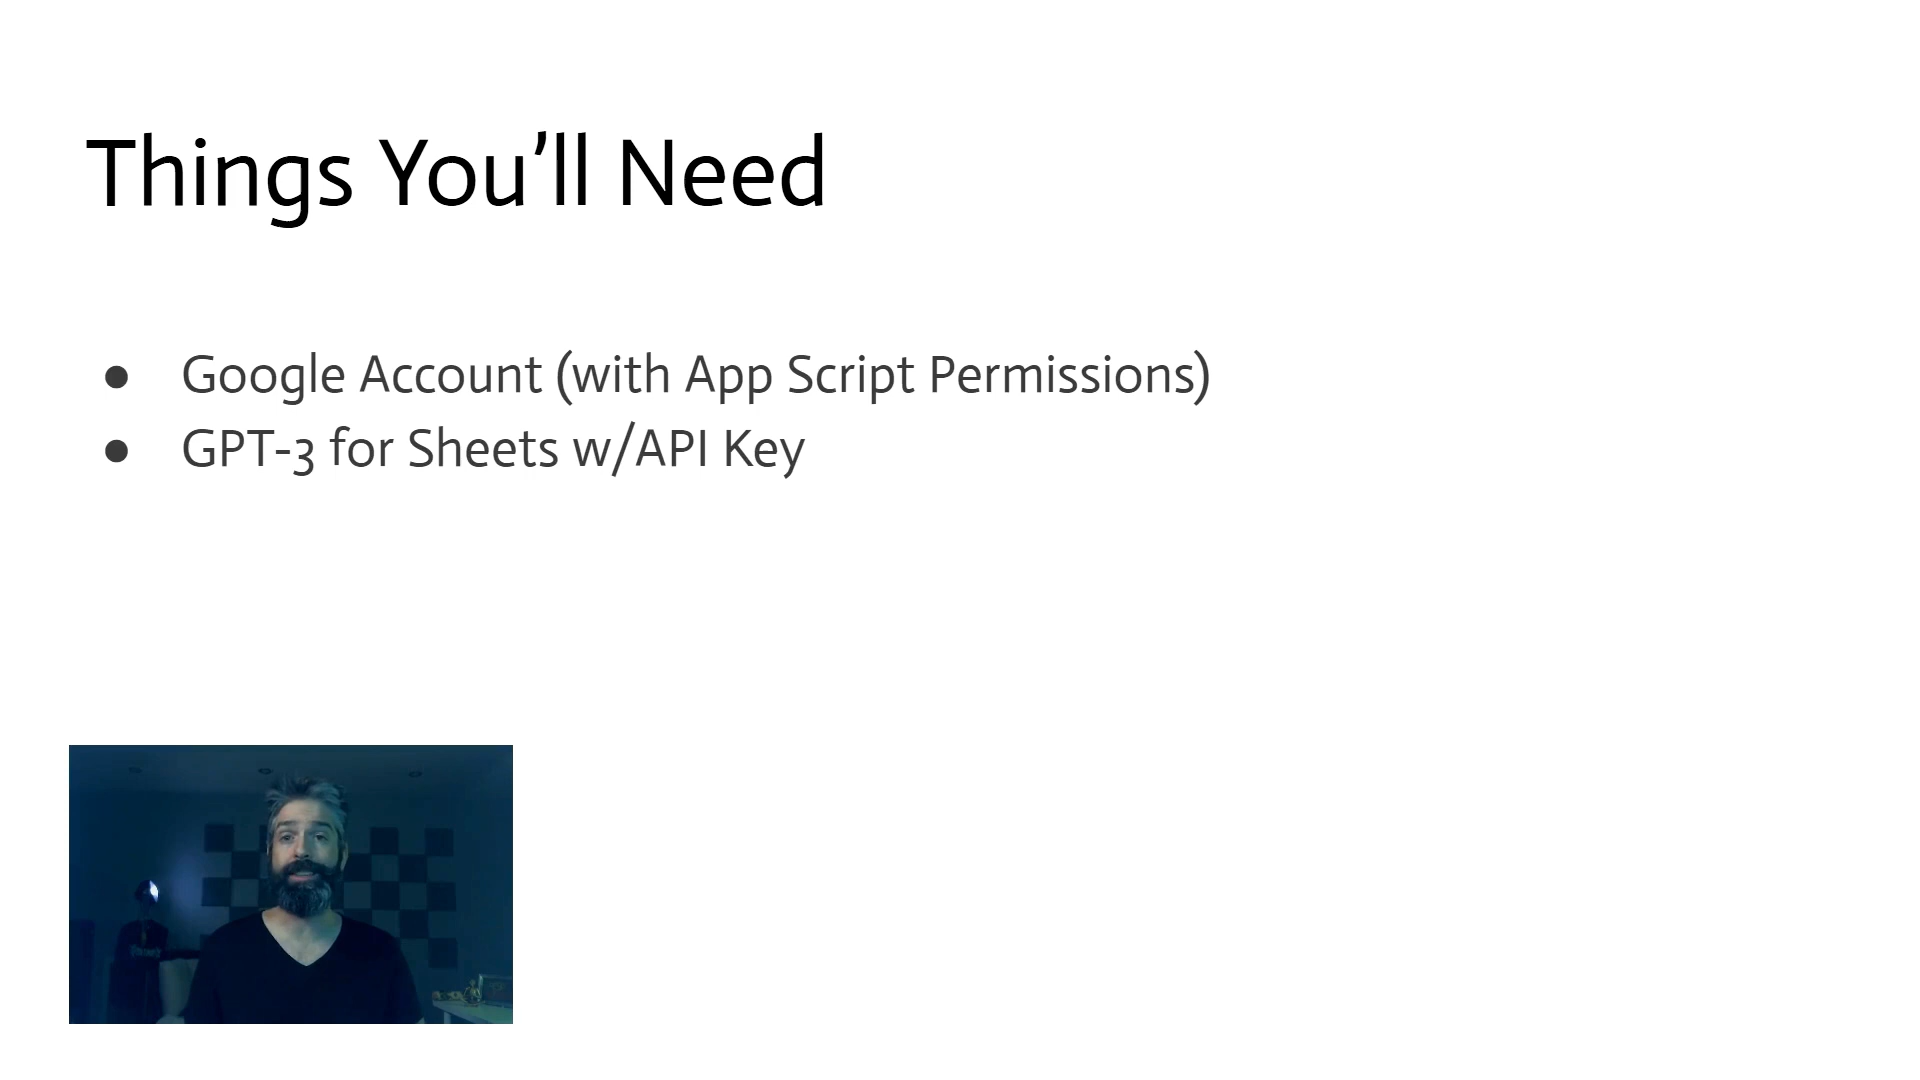 Things You’ll Need
● Google Account (with App Script Permissions)
● GPT-3 for Sheets w/API Key